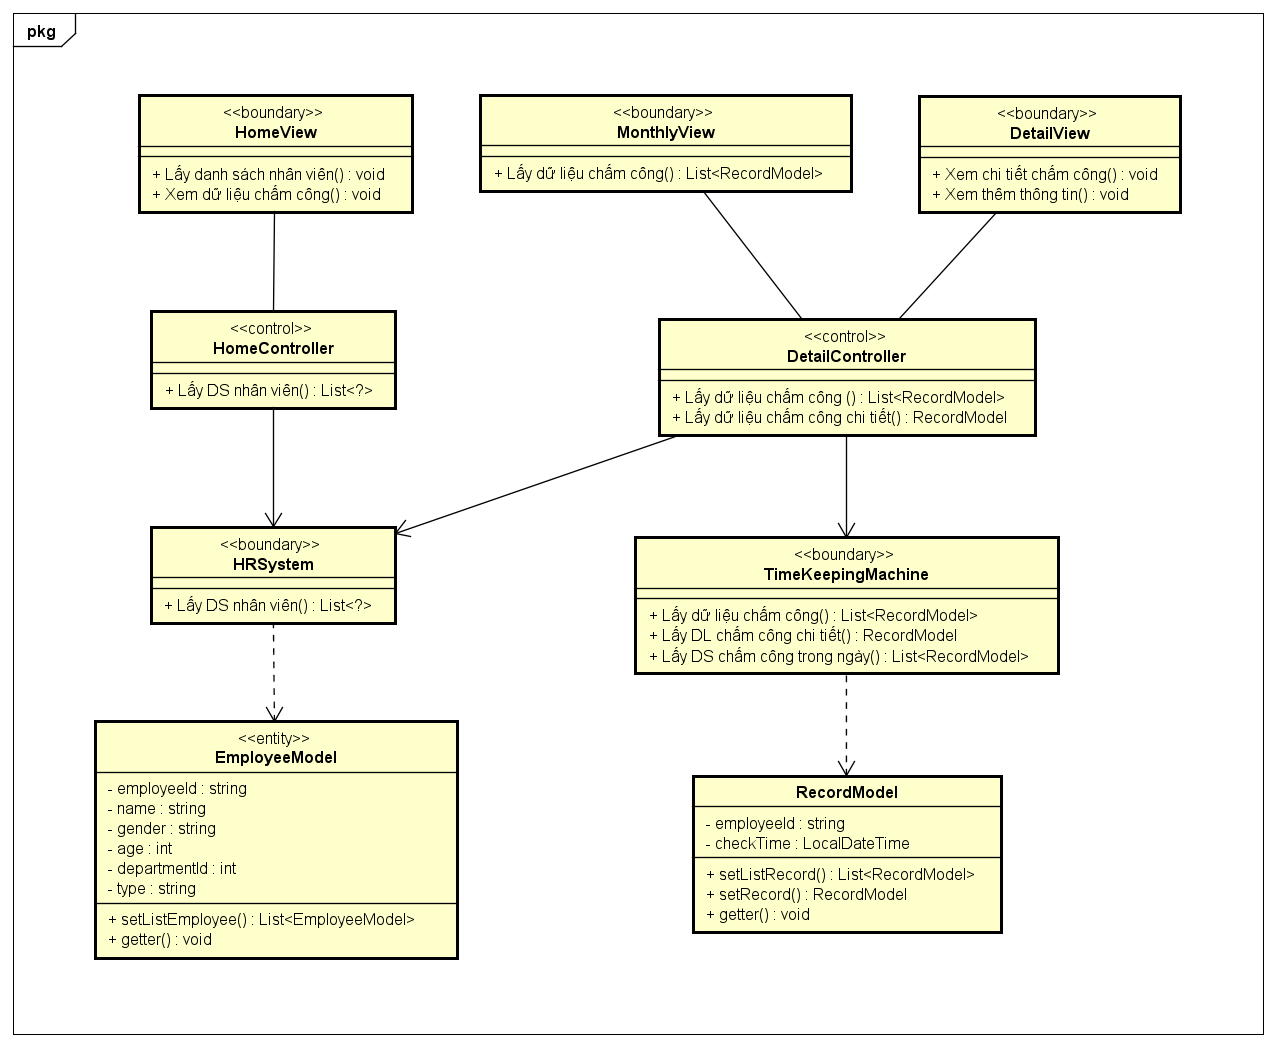 pkg
<<boundary>>
HomeView
+ Lấy danh sách nhân viên() : void
+ Xem dữ liệu chấm công() : void
<<boundary>>
MonthlyView
+ Lấy dữ liệu chấm công() : List<RecordModel>
<<boundary>>
DetailView
+ Xem chi tiết chấm công() : void
+ Xem thêm thông tin() : void
<<control>>
HomeController
+ Lấy DS nhân viên() : List<?>
<<control>>
DetailController
+ Lấy dữ liệu chấm công () : List<RecordModel>
+ Lấy dữ liệu chấm công chi tiết() : RecordModel
<<boundary>>
HRSystem
+ Lấy DS nhân viên() : List<?>
<<boundary>>
TimeKeepingMachine
+ Lấy dữ liệu chấm công() : List<RecordModel>
+ Lấy DL chấm công chi tiết() : RecordModel
+ Lấy DS chấm công trong ngày() : List<RecordModel>
<<entity>>
EmployeeModel
- employeeId : string
- name : string
- gender : string
- age : int
- departmentId : int
- type : string
+ setListEmployee() : List<EmployeeModel>
+ getter() : void
RecordModel
- employeeId : string
- checkTime : LocalDateTime
+ setListRecord() : List<RecordModel>
+ setRecord() : RecordModel
+ getter() : void